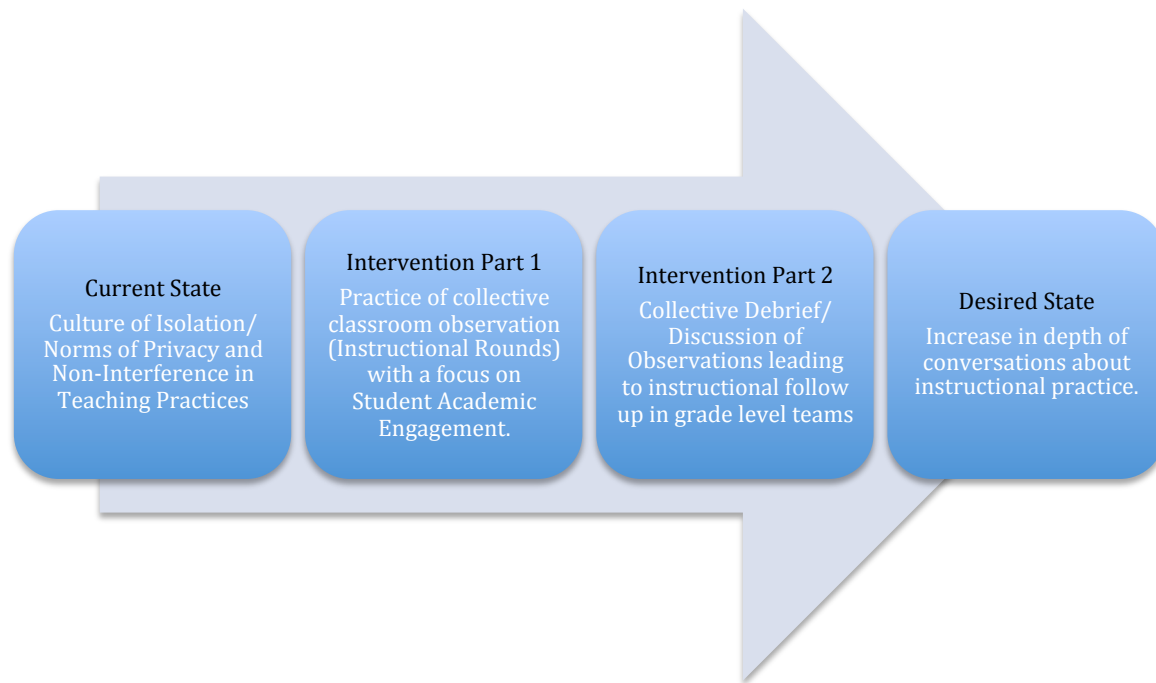 Current State
Culture of Isolation/
Norms of Privacy and
Non-Interference in
Teaching Practices
Intervention Part 1
Practice of collective
classroom observation
(Instructional Rounds)
with a focus on
Student Academic
Engagement.
Intervention Part 2
Collective Debrief/
Discussion of
Observations leading
to instructional follow
up in grade level teams
Desired State
Increase in depth of
conversations about
instructional practice.